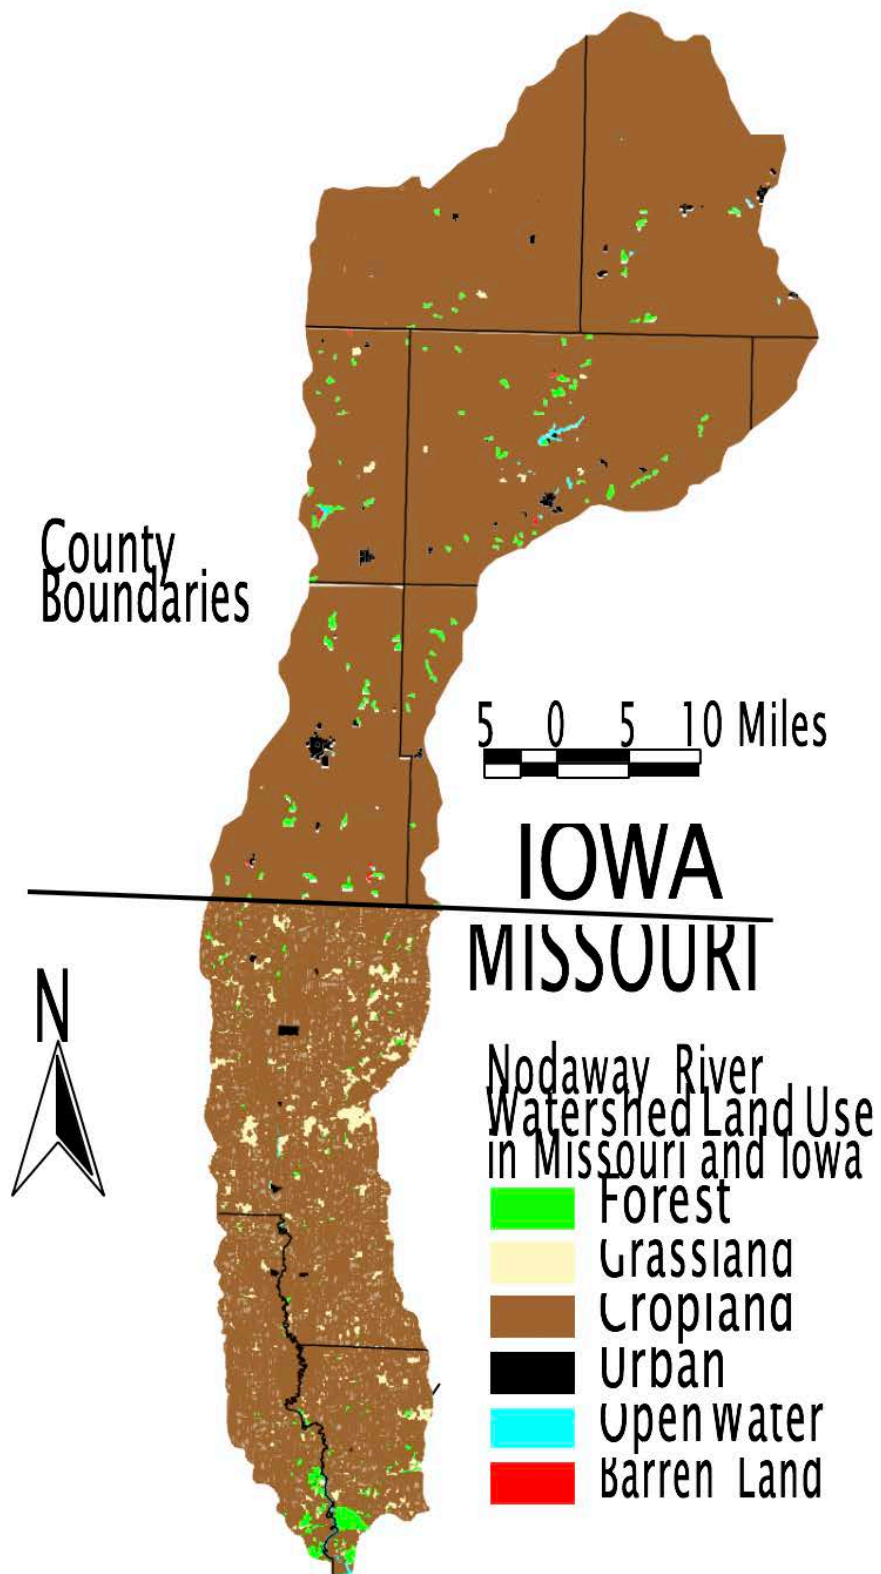 County
Boundaries
5 0 5 10 Miles
IOWA
MISSOURI
N
Nodaway River
Watershed Land Use
in Missouri and Iowa
Forest
Grassland
Cropland
Urban
Open Water
Barren Land